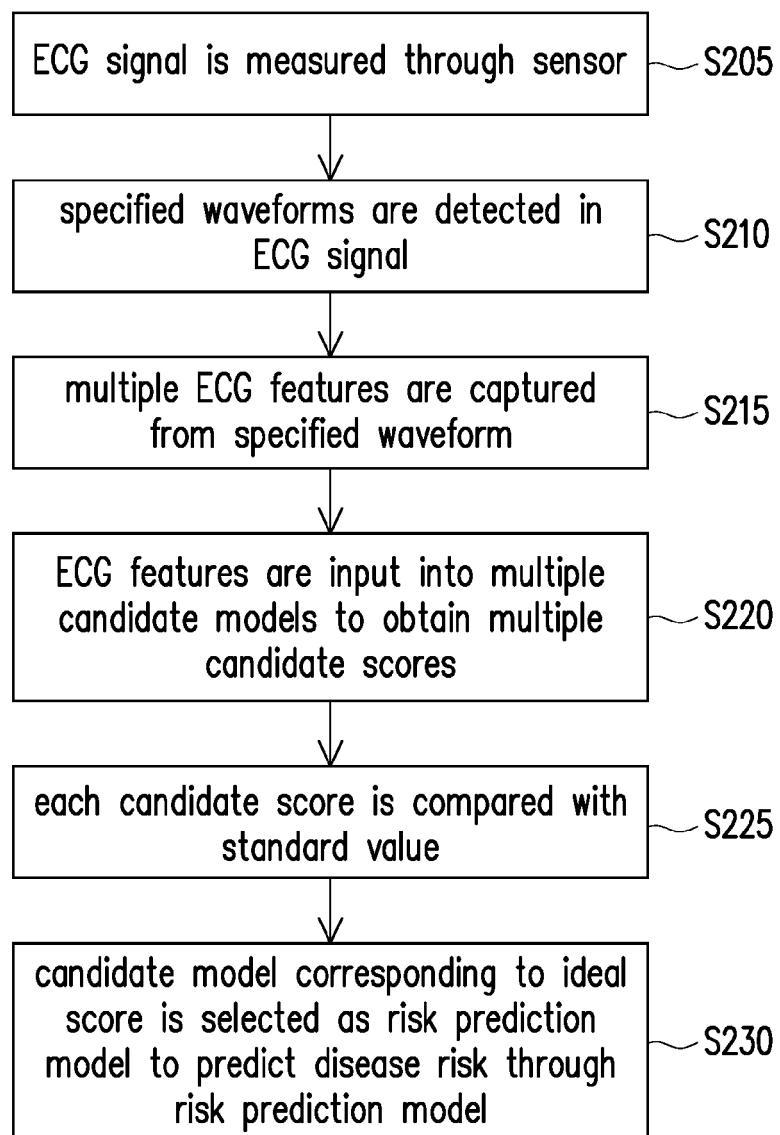 ECG signal is measured through sensor
S205
specified waveforms are detected in
ECG signal
S210
multiple ECG features are captured
from specified waveform
S215
ECG features are input into multiple
candidate models to obtain multiple
candidate scores
S220
each candidate score is compared with
standard value
S225
candidate model corresponding to ideal
score is selected as risk prediction
model to predict disease risk through
risk prediction model
S230